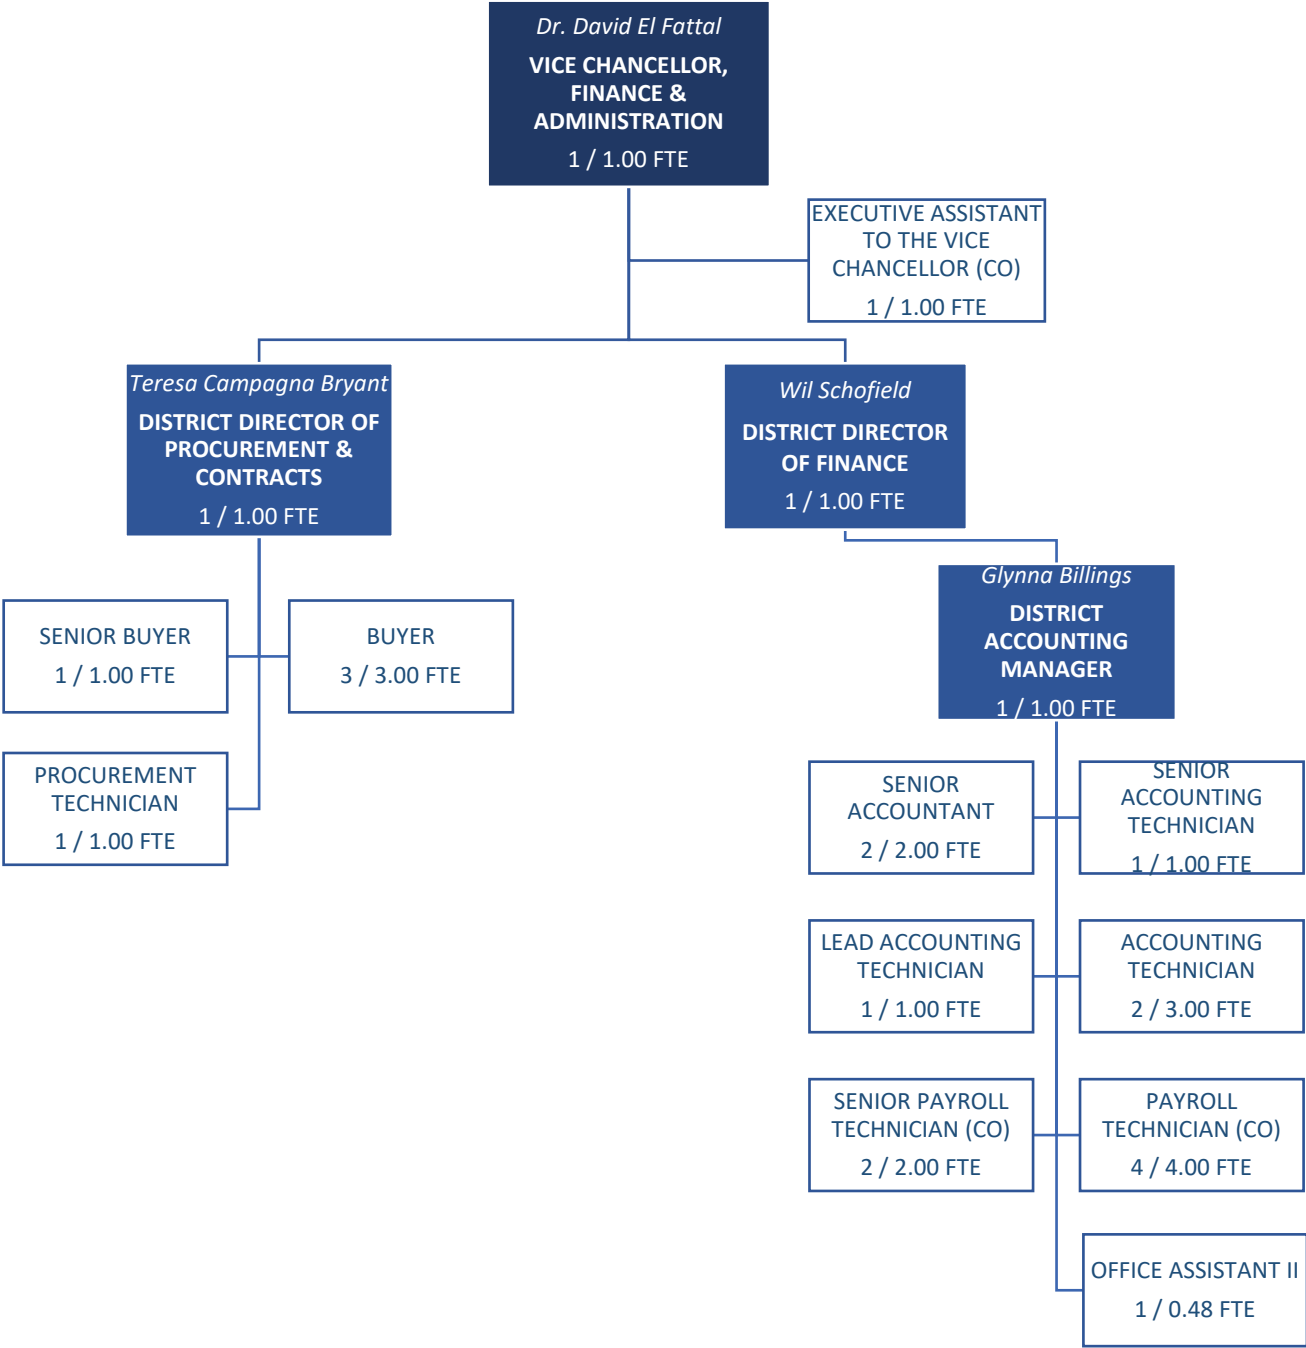 Dr. David El Fattal
VICE CHANCELLOR,
FINANCE &
ADMINISTRATION
1 / 1.00 FTE
EXECUTIVE ASSISTANT
TO THE VICE
CHANCELLOR (CO)
1 / 1.00 FTE
Teresa Campagna Bryant
DISTRICT DIRECTOR OF
PROCUREMENT &
CONTRACTS
1 / 1.00 FTE
Wil Schofield
DISTRICT DIRECTOR
OF FINANCE
1 / 1.00 FTE
Glynna Billings
DISTRICT
ACCOUNTING
MANAGER
1 / 1.00 FTE
SENIOR BUYER
1 / 1.00 FTE
BUYER
3 / 3.00 FTE
PROCUREMENT
TECHNICIAN
1 / 1.00 FTE
SENIOR
ACCOUNTANT
2 / 2.00 FTE
SENIOR
ACCOUNTING
TECHNICIAN
1 / 1.00 FTE
LEAD ACCOUNTING
TECHNICIAN
1 / 1.00 FTE
ACCOUNTING
TECHNICIAN
2 / 3.00 FTE
SENIOR PAYROLL
TECHNICIAN (CO)
2 / 2.00 FTE
PAYROLL
TECHNICIAN (CO)
4 / 4.00 FTE
OFFICE ASSISTANT II
1 / 0.48 FTE